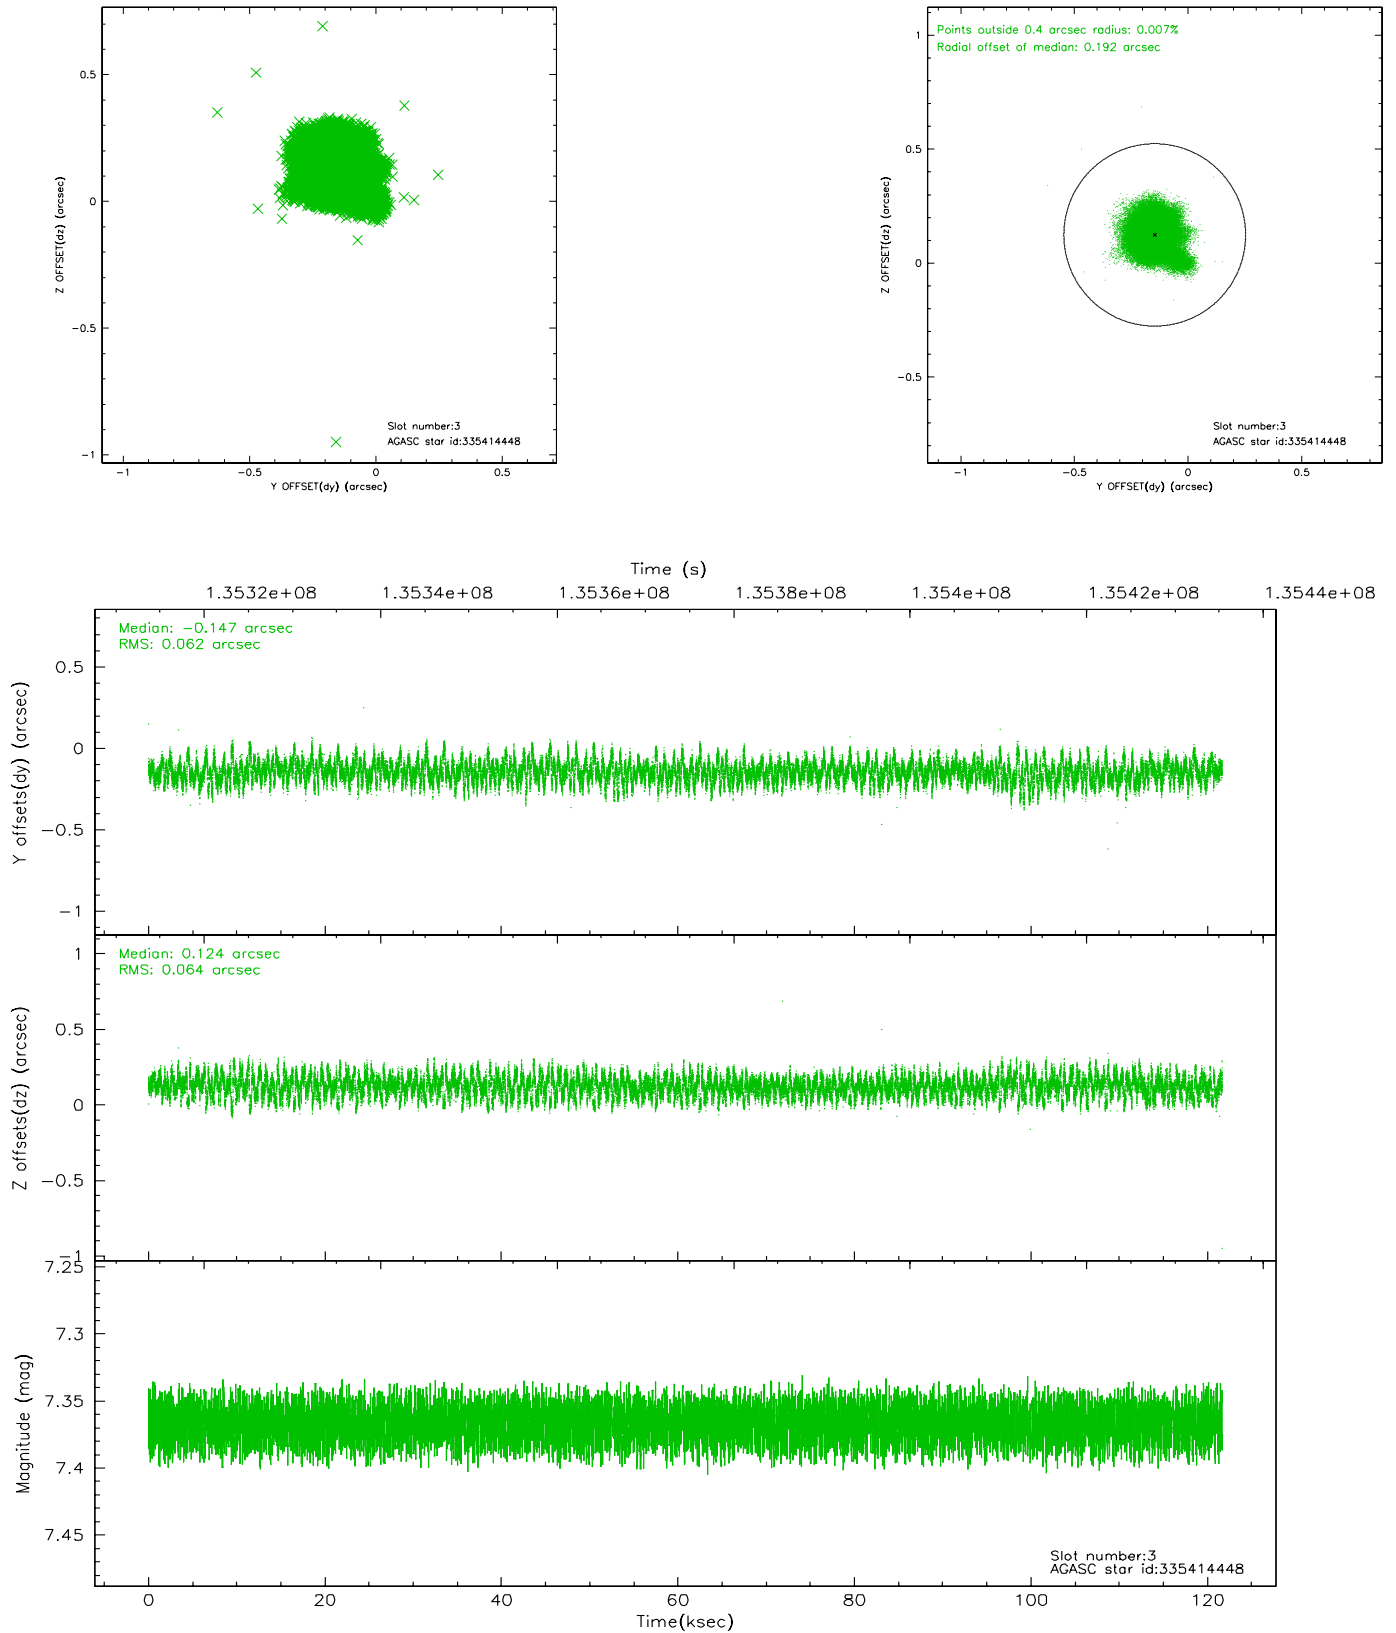 0.5
0
-0.5
-1
Z OFFSET(dz) (arcsec)
Slot number:3
AGASC star id:335414448
-1
-0.5
0
0.5
Y OFFSET(dy) (arcsec)
Points outside 0.4 arcsec radius: 0.007%
Radial offset of median: 0.192 arcsec
1
0.5
0
-0.5
Z OFFSET(dz) (arcsec)
Slot number:3
AGASC star id:335414448
-1
-0.5
0
0.5
Y OFFSET(dy) (arcsec)
Time (s)
1.3532e+08
1.3534e+08
1.3536e+08
1.3538e+08
1.354e+08
1.3542e+08
1.3544e+08
Median: -0.147 arcsec
RMS: 0.062 arcsec
0.5
0
-0.5
-1
Y offsets(dy) (arcsec)
Median: 0.124 arcsec
RMS: 0.064 arcsec
1
0.5
0
-0.5
-1
Z offsets(dz) (arcsec)
7.25
7.3
7.35
7.4
7.45
Magnitude (mag)
Slot number:3
AGASC star id:335414448
0
20
40
60
80
100
120
Time(ksec)